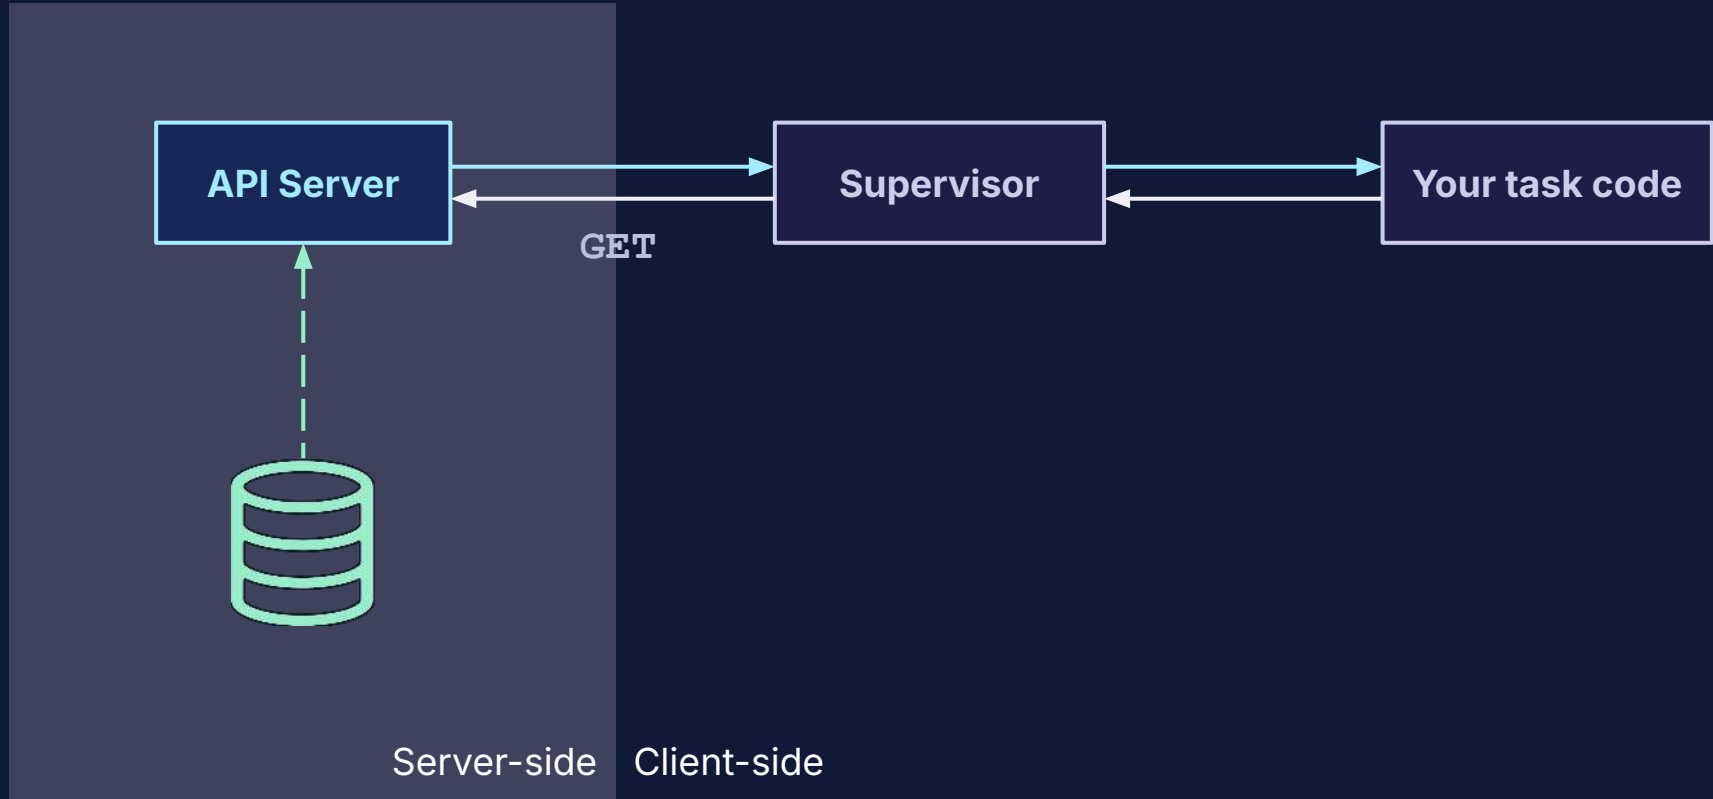 API Server
Supervisor
Your task code
GET
Server-side
Client-side